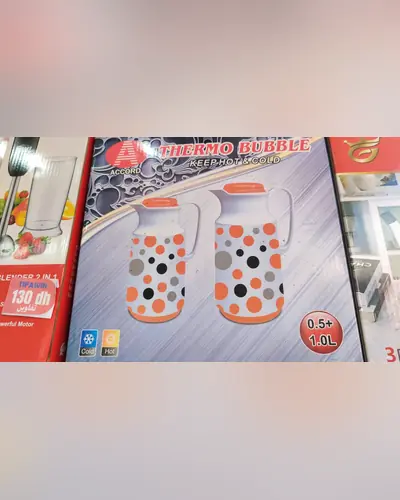 THERMO BUBBLE
KEEP HOT & COLD
ACCORD
BLENDER 2 IN 1
130 dh
Powerful Motor
Cold
Hot
0.5+
1.0L
3